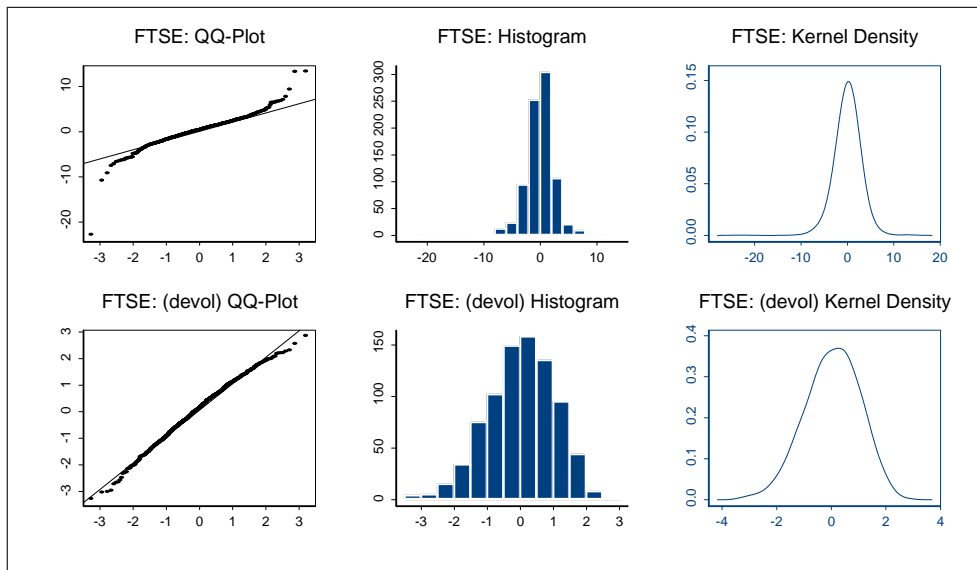 FTSE: QQ-Plot
FTSE: Histogram
FTSE: Kernel Density
10
0
-10
-20
-3 -2 -1 0 1 2 3
300
250
200
150
100
50
0
-20 -10 0 10
0.15
0.10
0.05
0.00
-20 -10 0 10 20
FTSE: (devol) QQ-Plot
FTSE: (devol) Histogram
FTSE: (devol) Kernel Density
3
2
1
0
-1
-2
-3
-3 -2 -1 0 1 2 3
150
100
50
0
-3 -2 -1 0 1 2 3
0.4
0.3
0.2
0.1
0.0
-4 -2 0 2 4